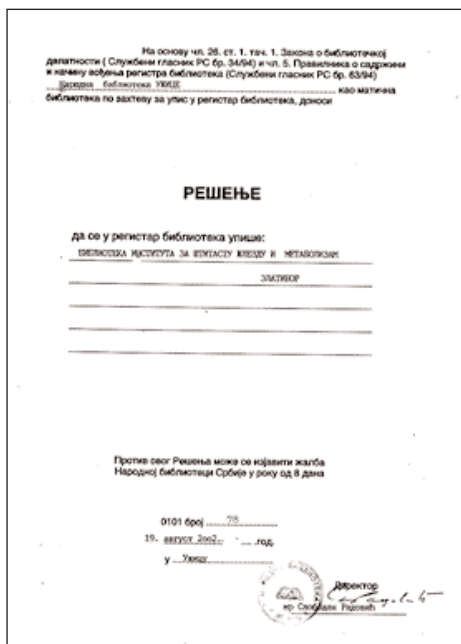 На основу чл. 26. ст. 1. тач. 1. Закона о библиотечкој
делатности ( Службени гласник РС бр. 34/94) и чл. 5. Правилника о садржини
и начину вођења регистра библиотека (Службени гласник РС бр. 63/94)
Народна библиотека УЖИЦЕ као матична
библиотека по захтеву за упис у регистар библиотека, доноси
РЕШЕЊЕ
да се у регистар библиотека упише:
БИБЛИОТЕКА ИНСТИТУТА ЗА ШТИТАСТУ ЖЛЕЗДУ И МЕТАБОЛИЗАМ
ЗЛАТИБОР
Против овог Решења може се изјавити жалба
Народној библиотеци Србије у року од 8 дана
0101 број 78
19. август 2002. год.
у Ужицу
Директор
мр Слободан Радовић